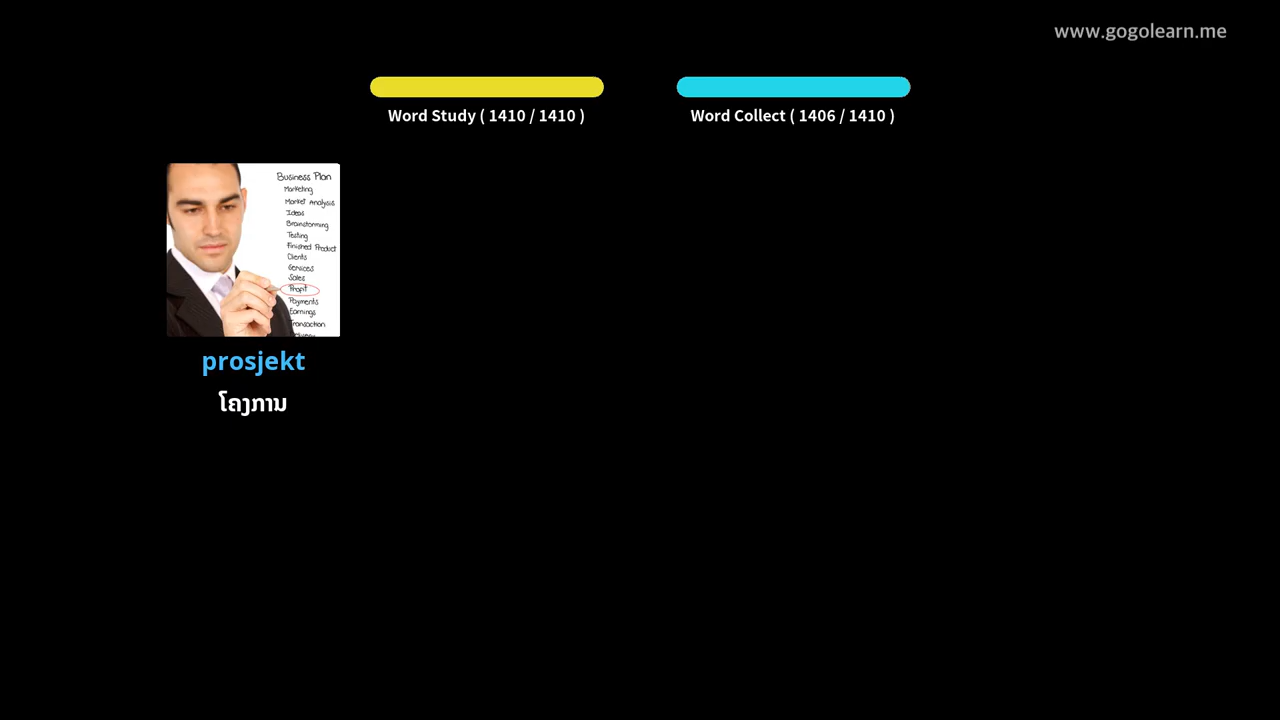 www.gogolearn.me
Word Study ( 1410 / 1410 )
Word Collect ( 1406 / 1410 )
Business Plan
Marketing
Market Analysis
Ideas
Brainstorming
Testing
Finished Product
Clients
Services
Sales
Profit
Payments
Earnings
Transaction
prosjekt
ໂຄງການ